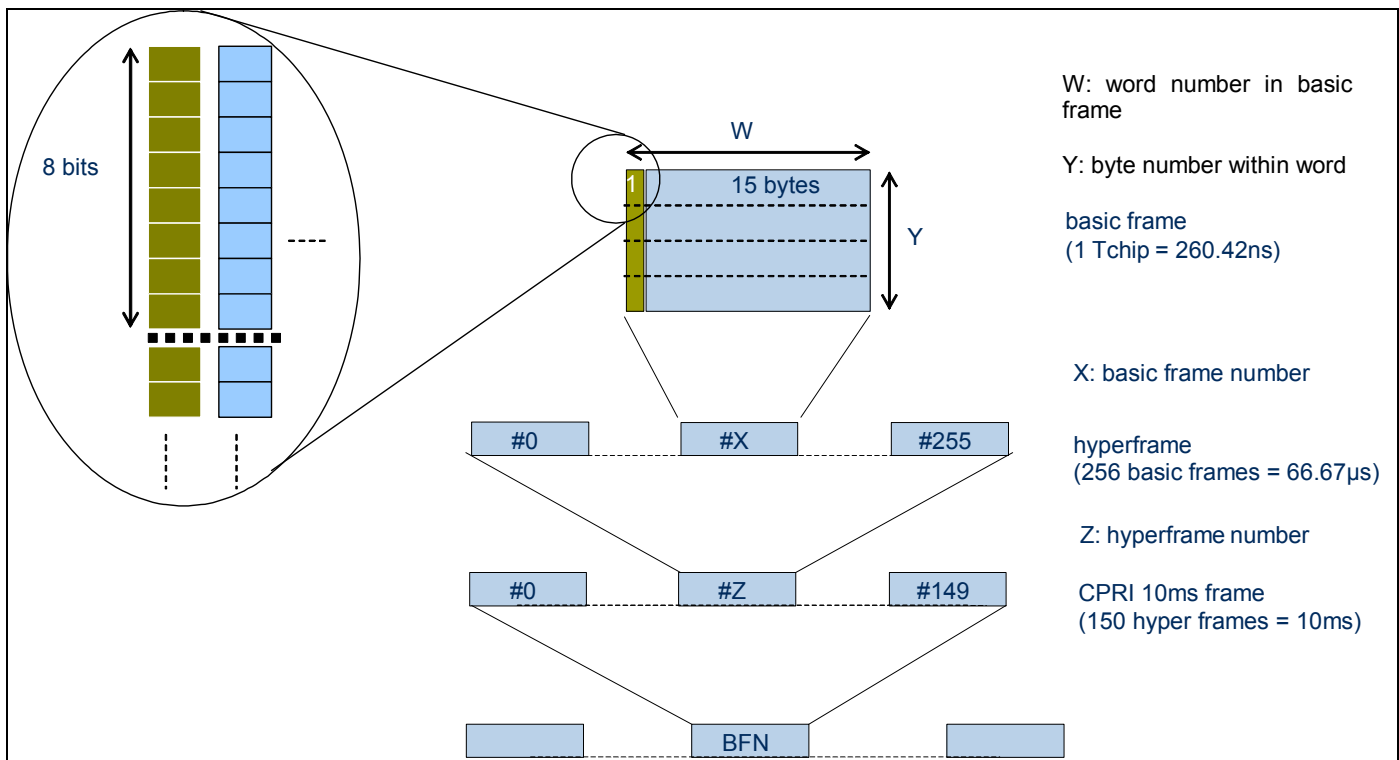 W: word number in basic
frame
W
8 bits
Y: byte number within word
1
15 bytes
Y
basic frame
(1 Tchip = 260.42ns)
X: basic frame number
#0
#X
#255
hyperframe
(256 basic frames = 66.67µs)
Z: hyperframe number
#0
#Z
#149
CPRI 10ms frame
(150 hyper frames = 10ms)
BFN